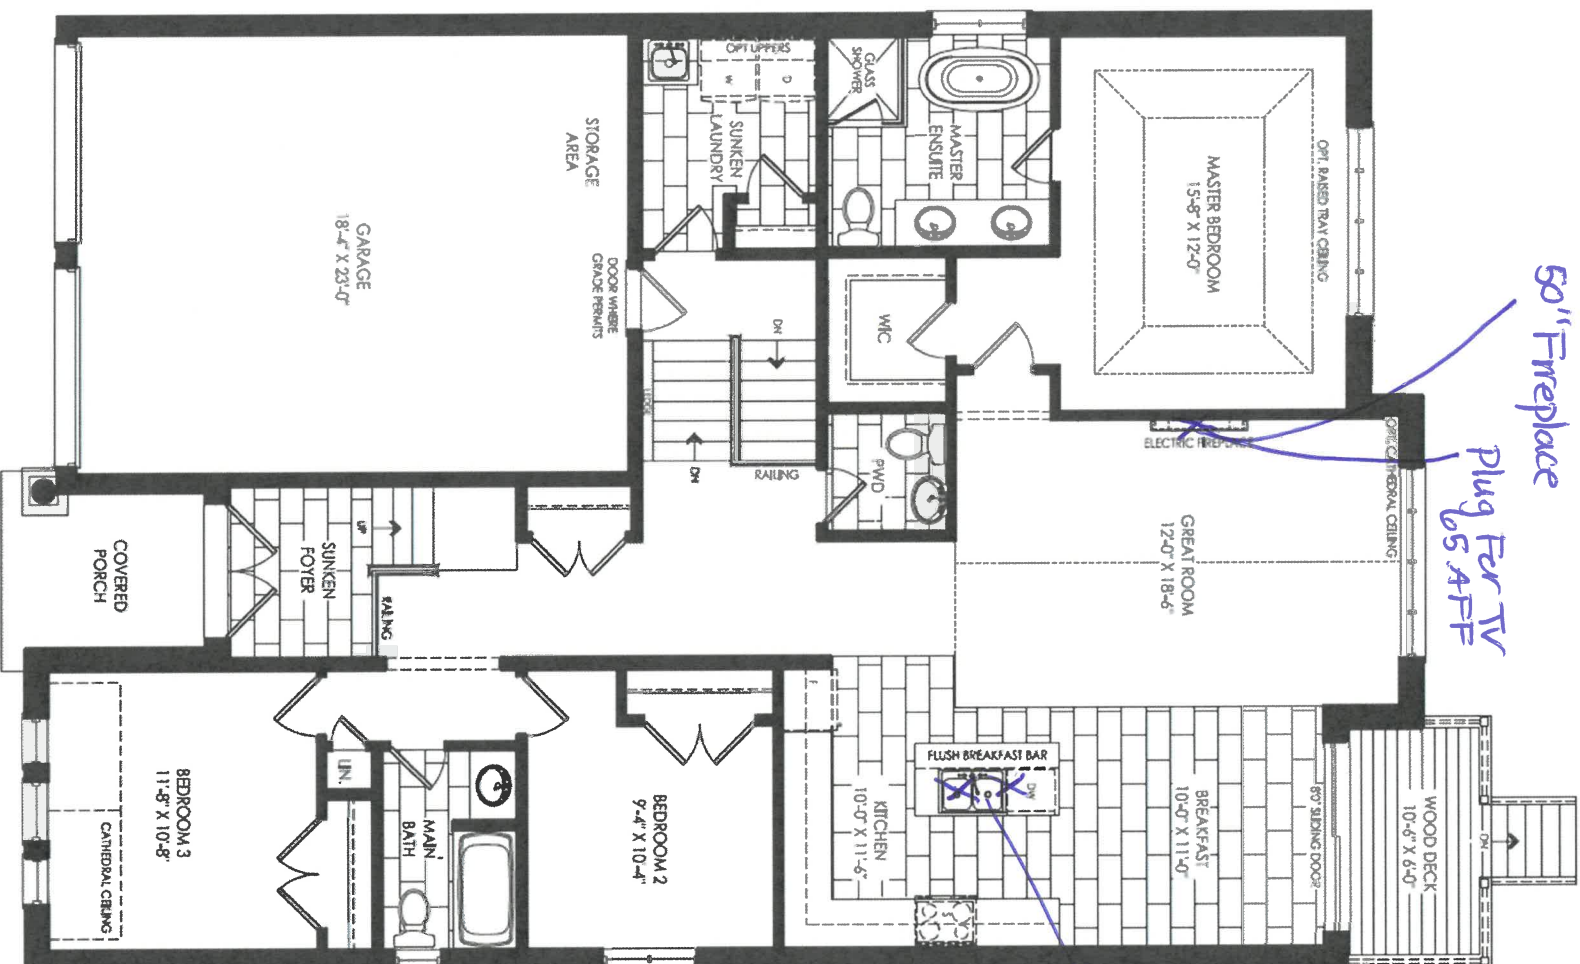 50" Fireplace
Plug For TV
65 AFF
OPT. RAISED TRAY CEILING
MASTER BEDROOM
15'-8" X 12'-0"
GLASS
SHOWER
MASTER
ENSUITE
OPT UPPERS
W
D
SUNKEN
LAUNDRY
STORAGE
AREA
GARAGE
18'-4" X 23'-0"
DOOR WHERE
GRADE PERMITS
WIC
DN
LEDGE
DN
RAILING
PWD
ELECTRIC FIREPLACE
OPT. CATHEDRAL CEILING
GREAT ROOM
12'-0" X 18'-6"
COVERED
PORCH
SUNKEN
FOYER
UP
RAILING
F
FLUSH BREAKFAST BAR
DW
KITCHEN
10'-0" X 11'-6"
BREAKFAST
10'-0" X 11'-0"
8'0" SLIDING DOOR
WOOD DECK
10'-6" X 6'-0"
DN
BEDROOM 2
9'-4" X 10'-4"
MAIN
BATH
LIN.
BEDROOM 3
11'-8" X 10'-8"
CATHEDRAL CEILING